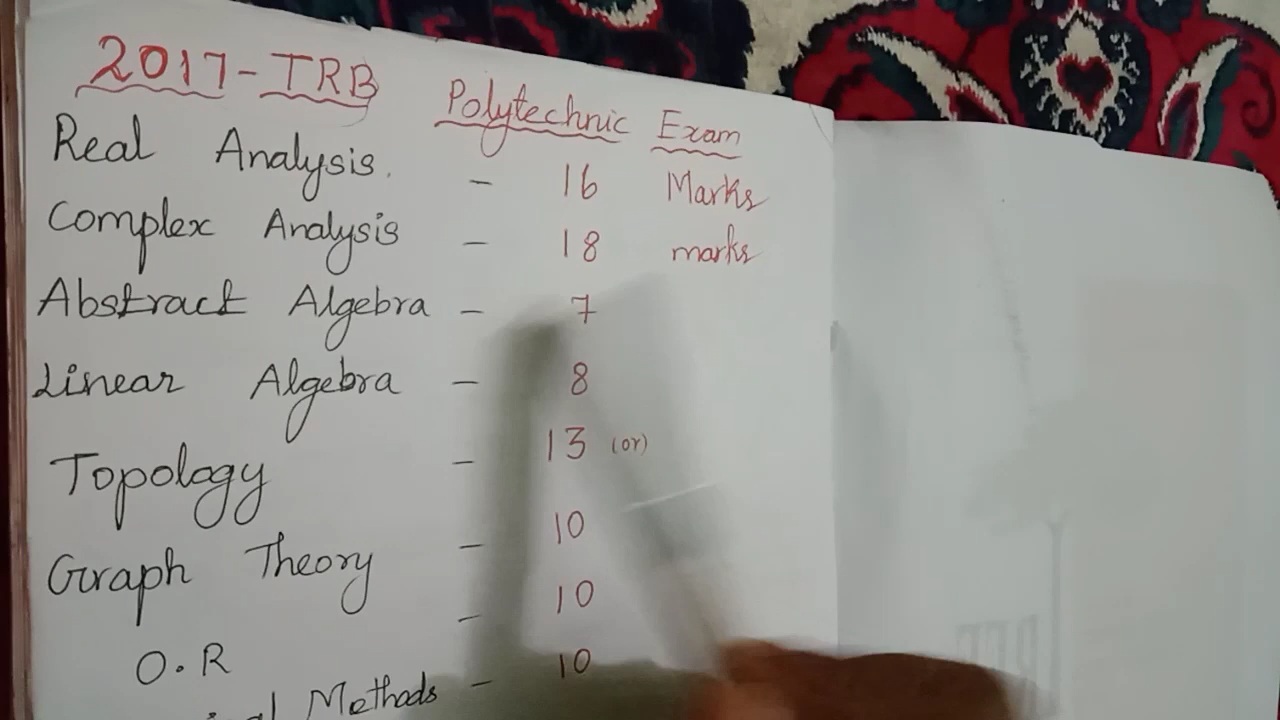 2017-TRB Polytechnic Exam
Real Analysis. - 16 Marks
Complex Analysis - 18 marks
Abstract Algebra - 7
Linear Algebra - 8
Topology - 13 (or)
Graph Theory - 10
O.R - 10
Methods - 10